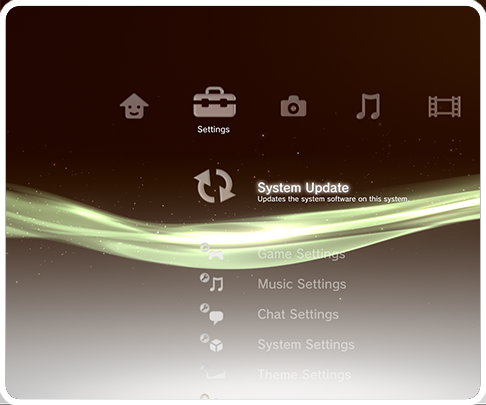 Settings
System Update
Updates the system software on this system.
Game Settings
Music Settings
Chat Settings
System Settings
Theme Settings